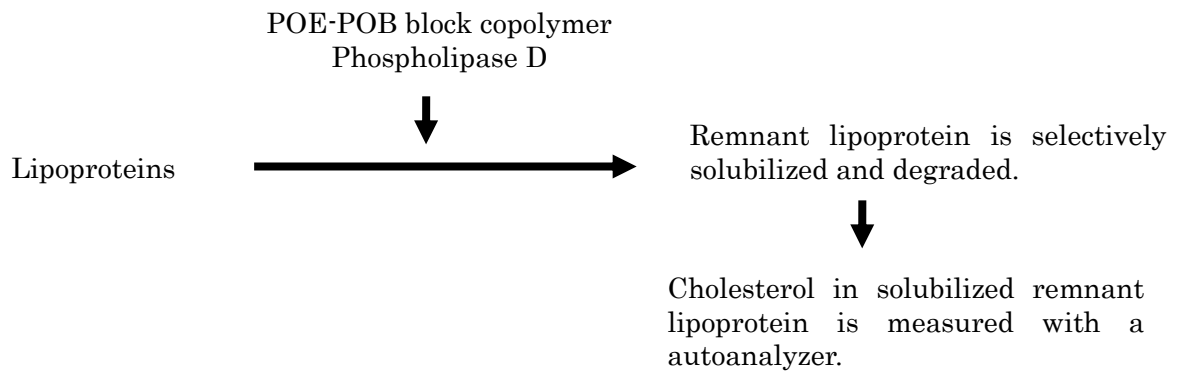 POE-POB block copolymer
Phospholipase D
Lipoproteins
Remnant lipoprotein is selectively
solubilized and degraded.
Cholesterol in solubilized remnant
lipoprotein is measured with a
autoanalyzer.